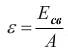 ε = E_св / A